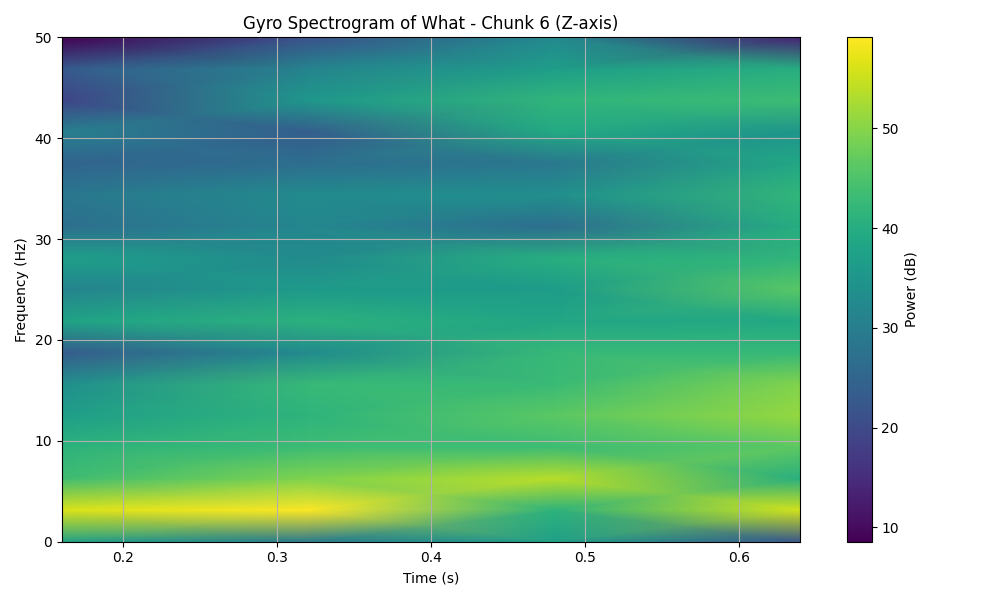 Gyro Spectrogram of What - Chunk 6 (Z-axis)
50
40
30
20
10
0
Frequency (Hz)
0.2 0.3 0.4 0.5 0.6
Time (s)
50
40
30
20
10
Power (dB)